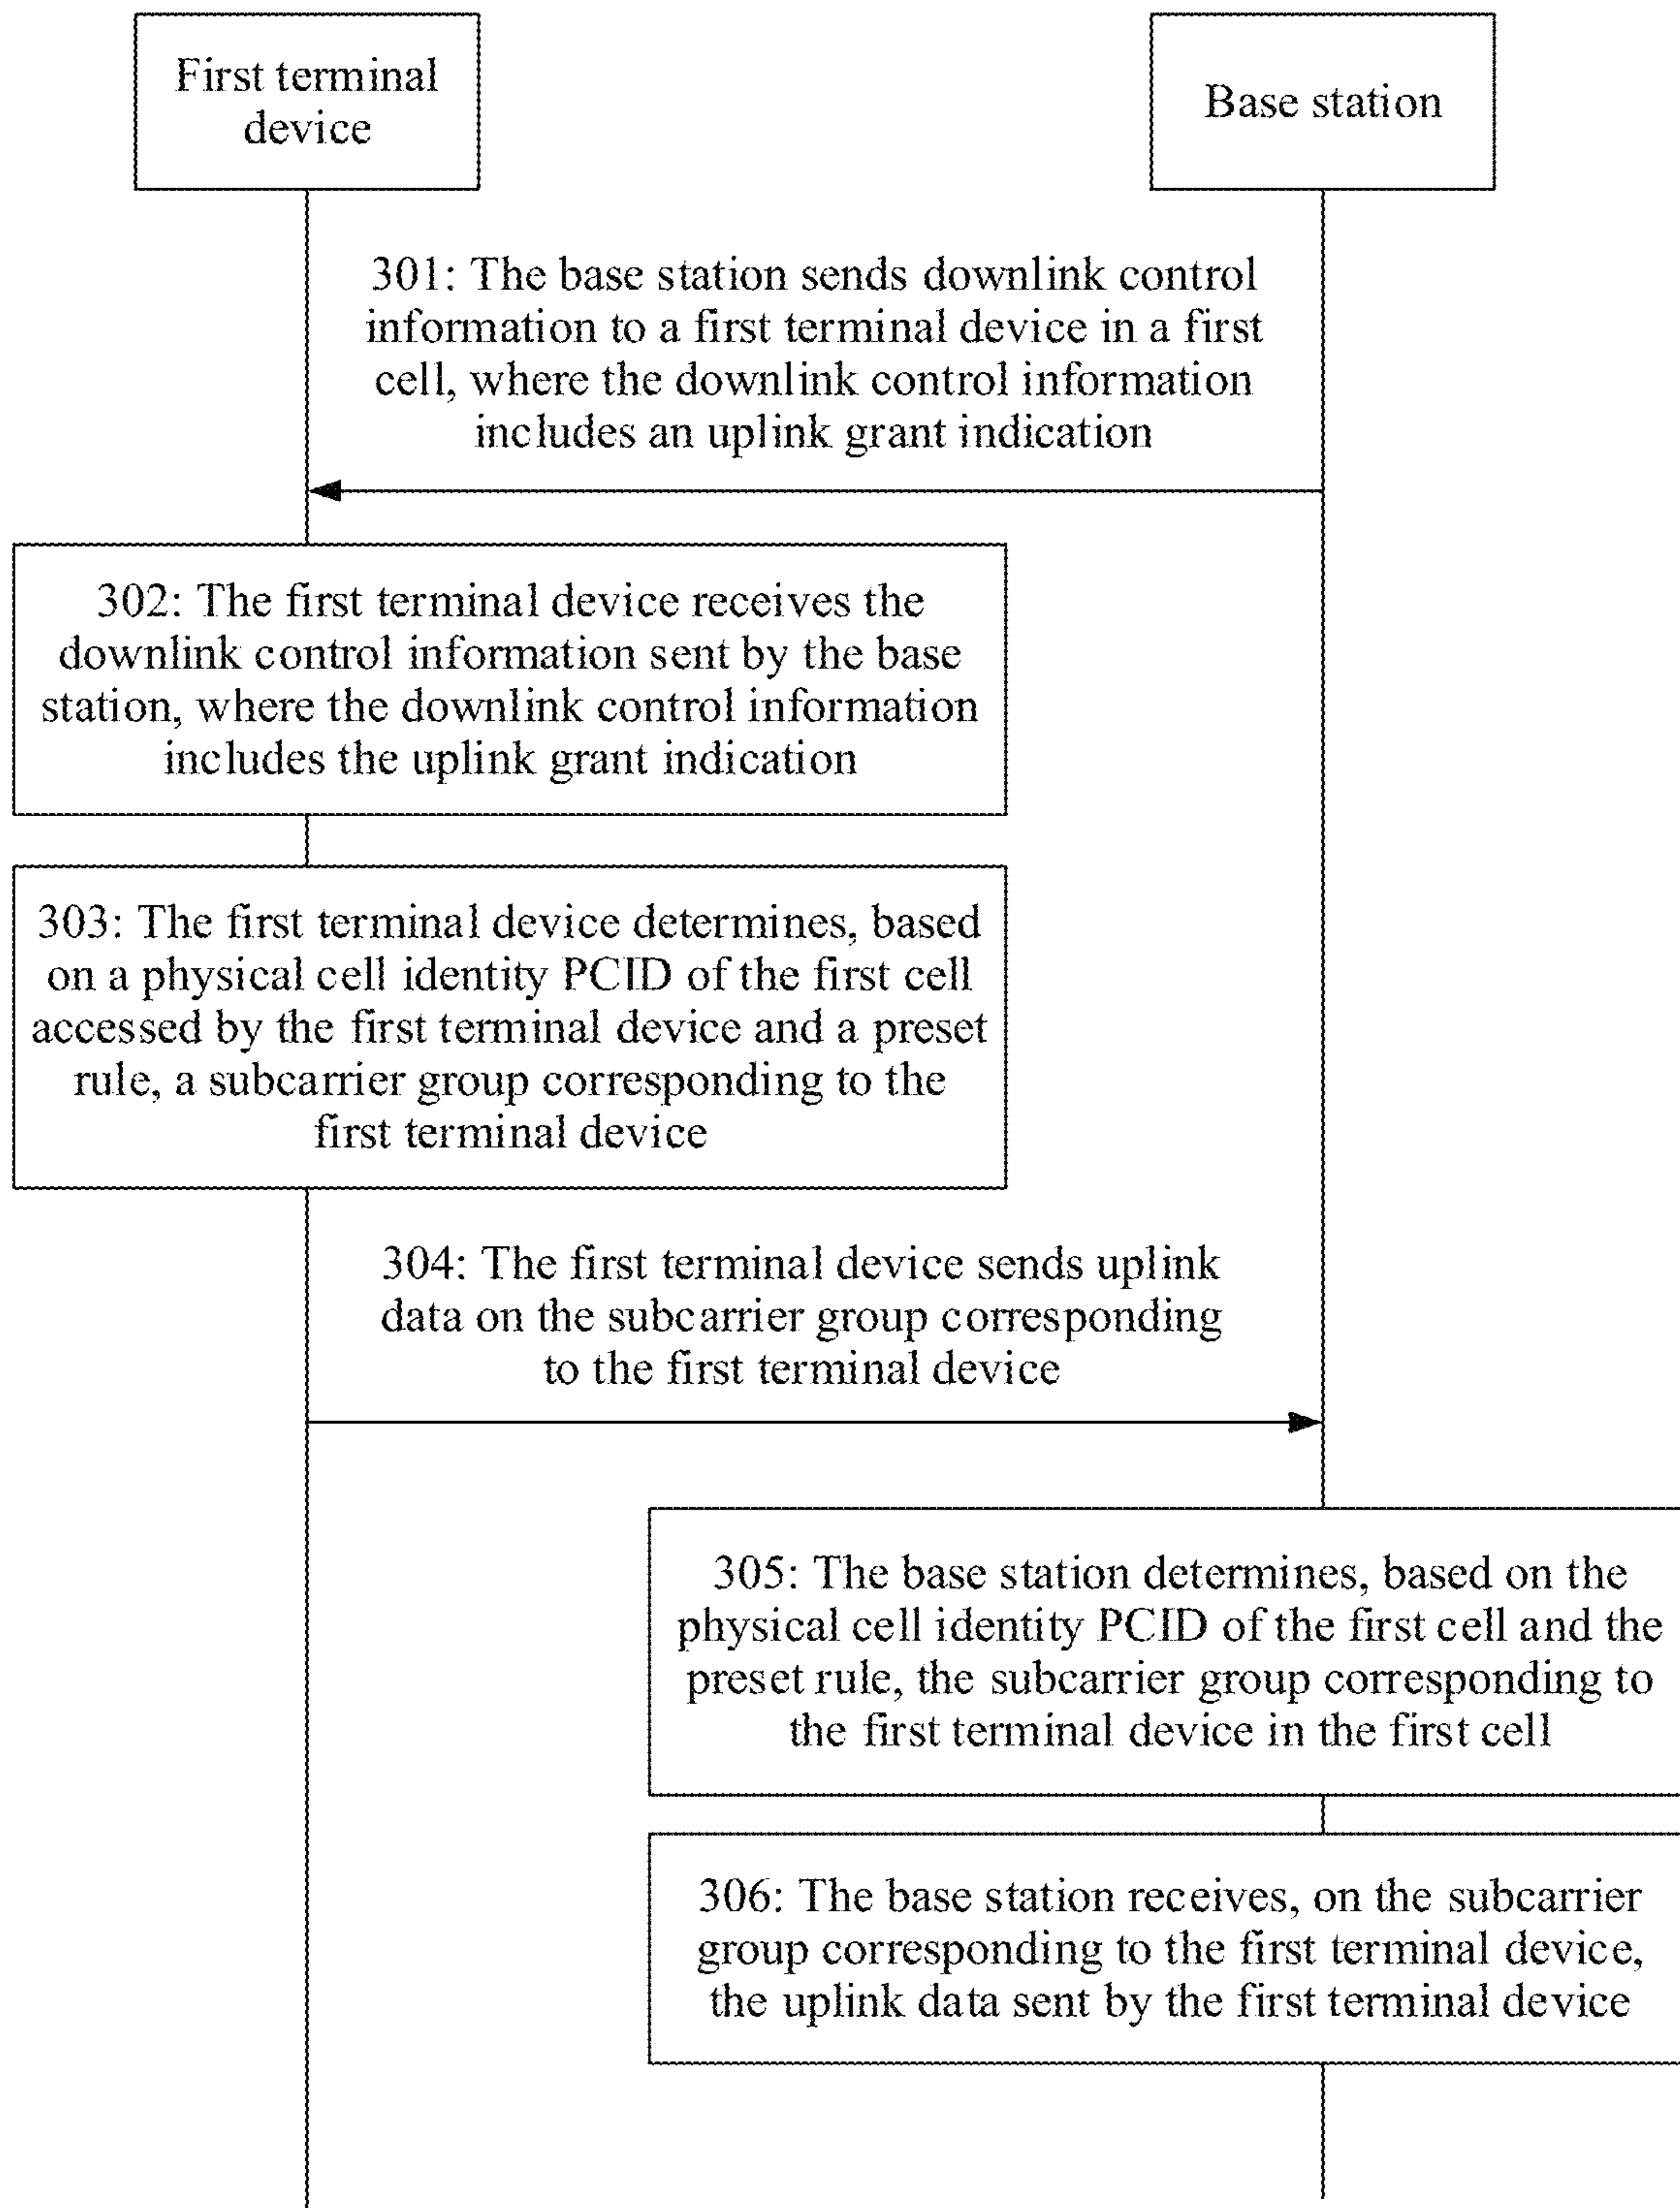 First terminal
device
Base station
301: The base station sends downlink control
information to a first terminal device in a first
cell, where the downlink control information
includes an uplink grant indication
302: The first terminal device receives the
downlink control information sent by the base
station, where the downlink control information
includes the uplink grant indication
303: The first terminal device determines, based
on a physical cell identity PCID of the first cell
accessed by the first terminal device and a preset
rule, a subcarrier group corresponding to the
first terminal device
304: The first terminal device sends uplink
data on the subcarrier group corresponding
to the first terminal device
305: The base station determines, based on the
physical cell identity PCID of the first cell and the
preset rule, the subcarrier group corresponding to
the first terminal device in the first cell
306: The base station receives, on the subcarrier
group corresponding to the first terminal device,
the uplink data sent by the first terminal device